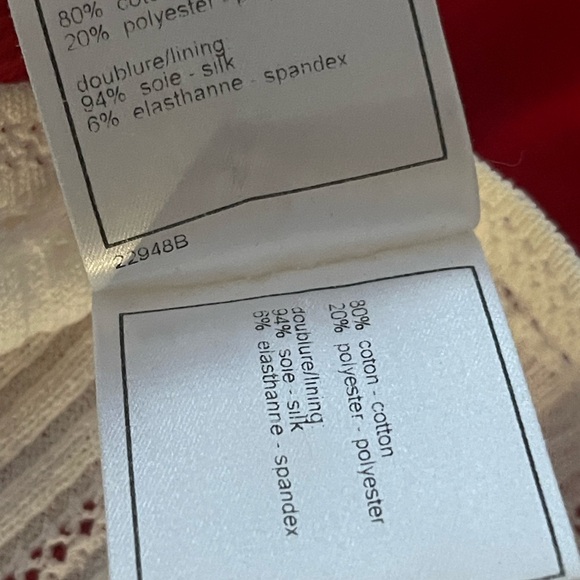 80%
20% polyester -
doublure/lining
94% soie - silk
6% elasthanne - spandex
22948B
80% coton - cotton
20% polyester - polyester
doublure/lining
94% soie - silk
6% elasthanne - spandex